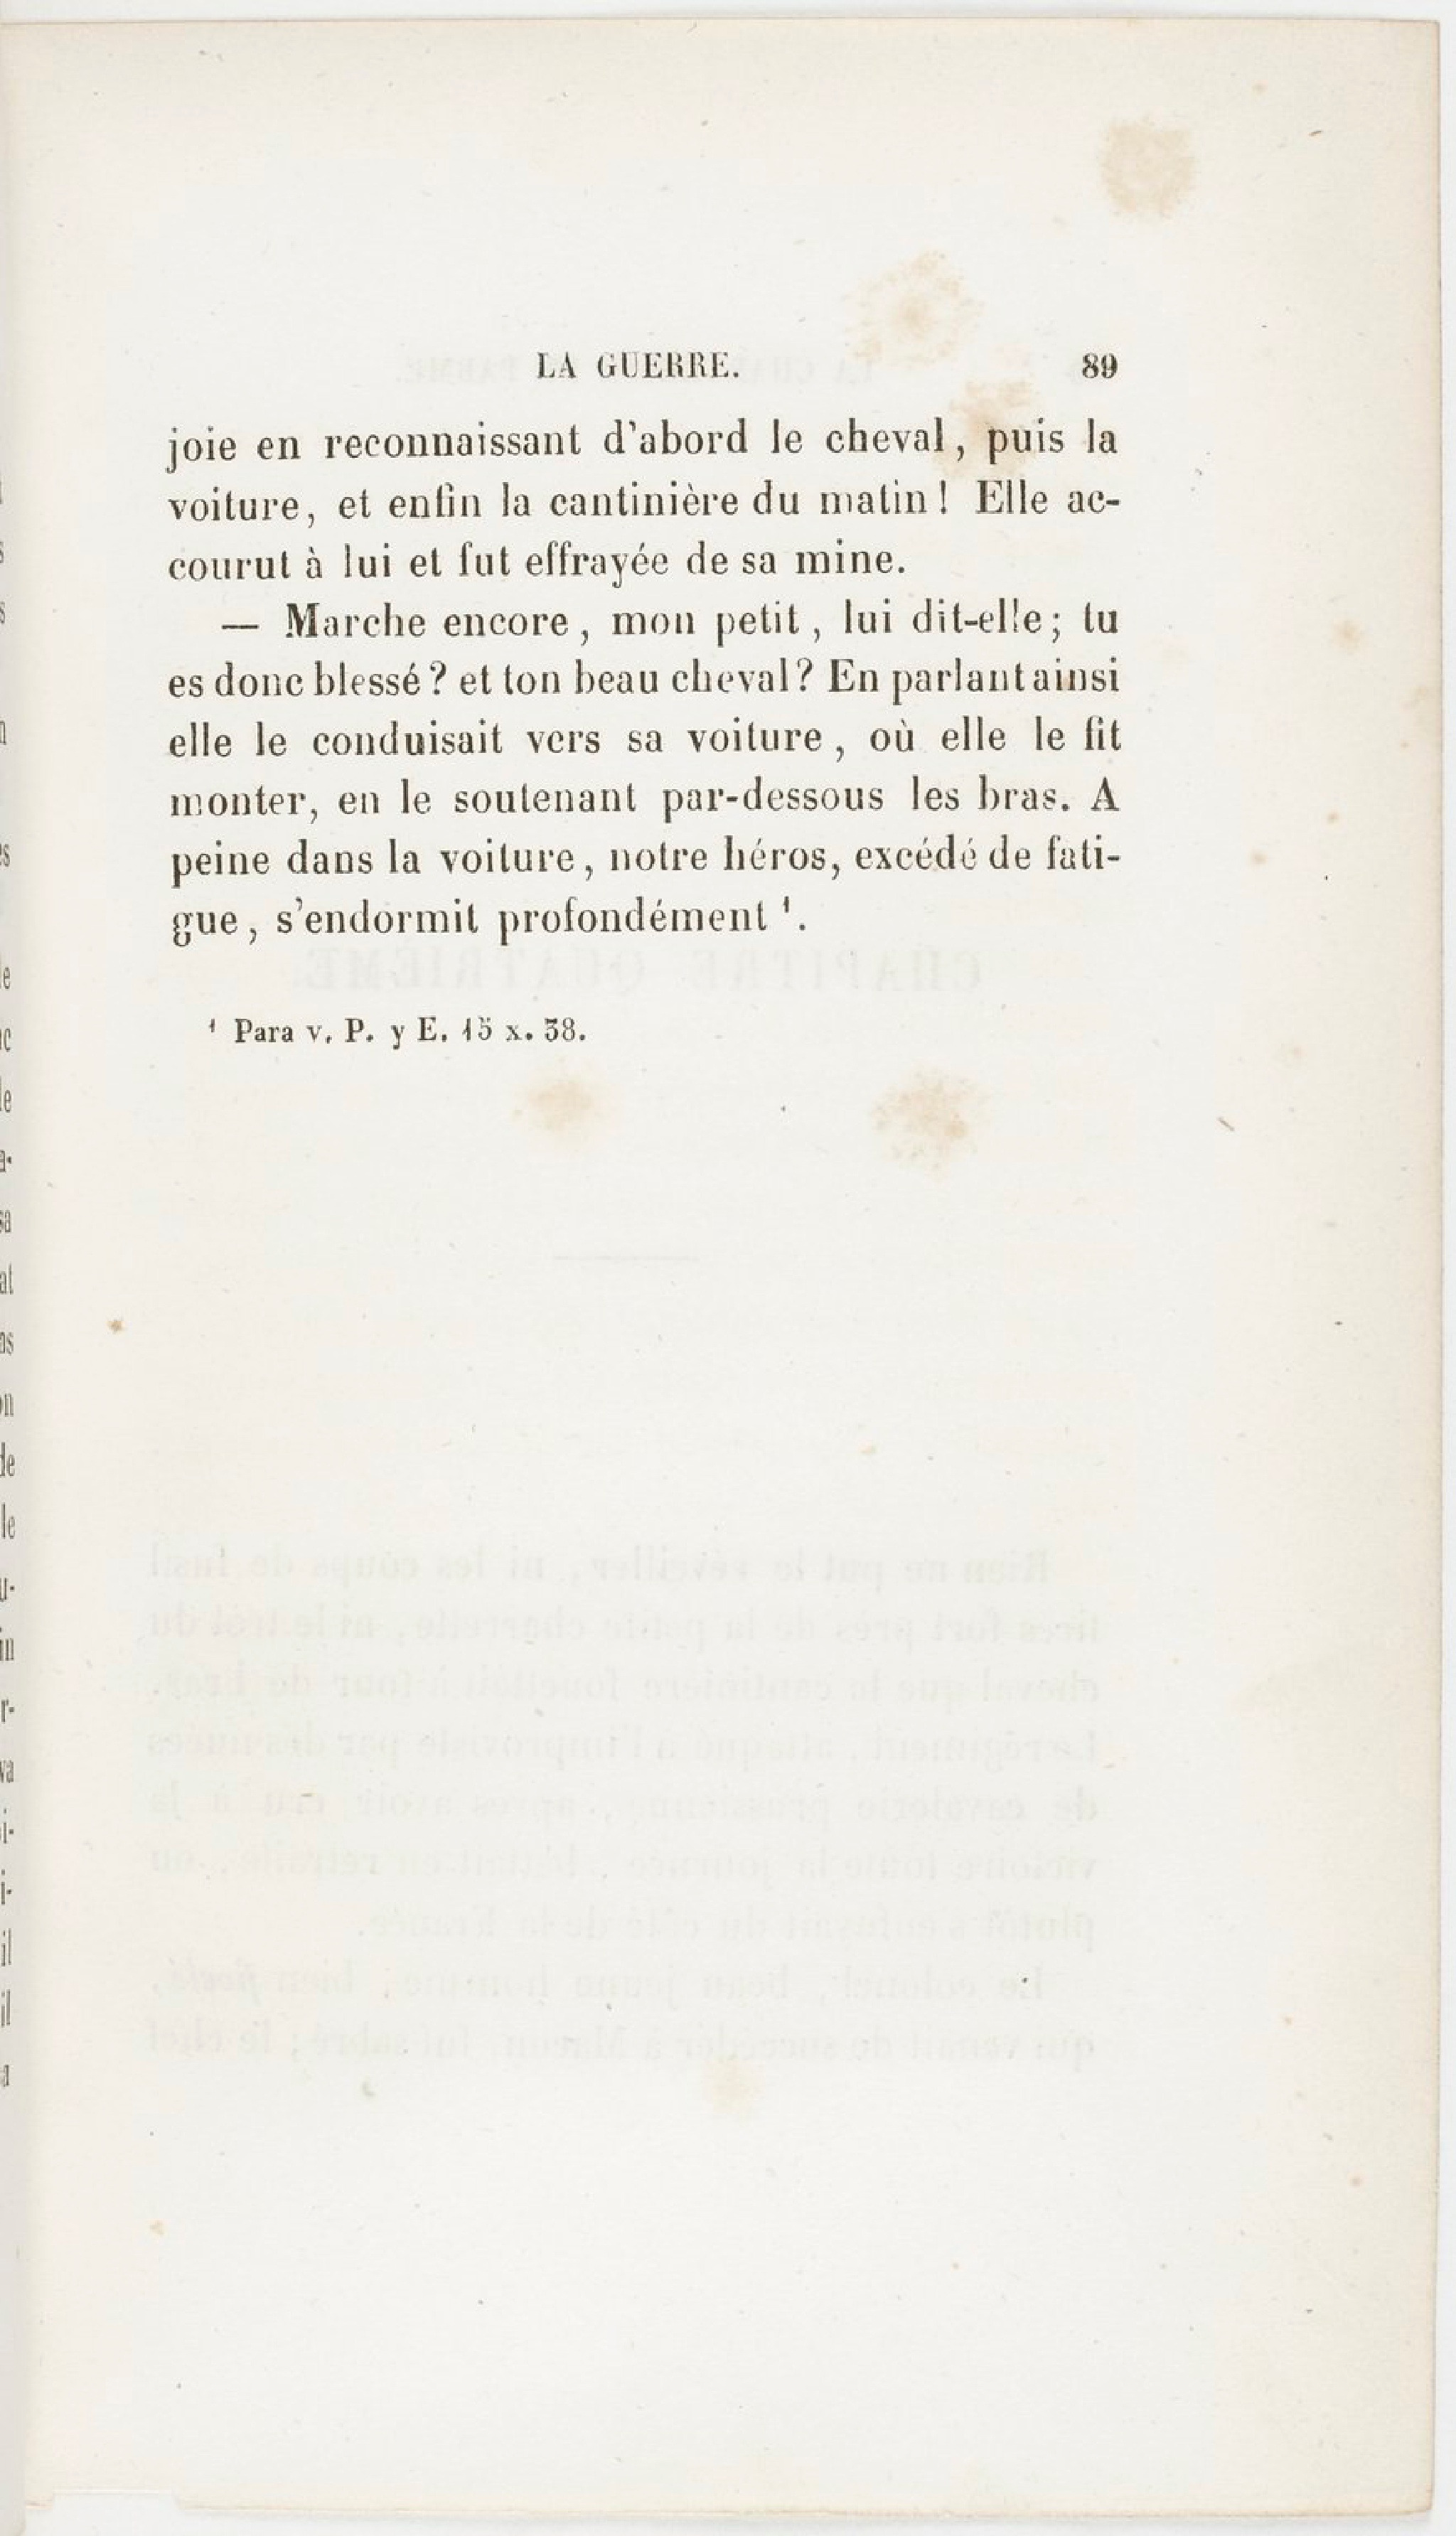 LA GUERRE. 89
joie en reconnaissant d'abord le cheval, puis la
voiture, et enfin la cantinière du matin! Elle ac-
courut à lui et fut effrayée de sa mine.
— Marche encore, mon petit, lui dit-elle; tu
es donc blessé? et ton beau cheval? En parlant ainsi
elle le conduisait vers sa voiture, où elle le fit
monter, en le soutenant par-dessous les bras. A
peine dans la voiture, notre héros, excédé de fati-
gue, s'endormit profondément ¹.
¹ Para v. P. y E. 15 x. 38.